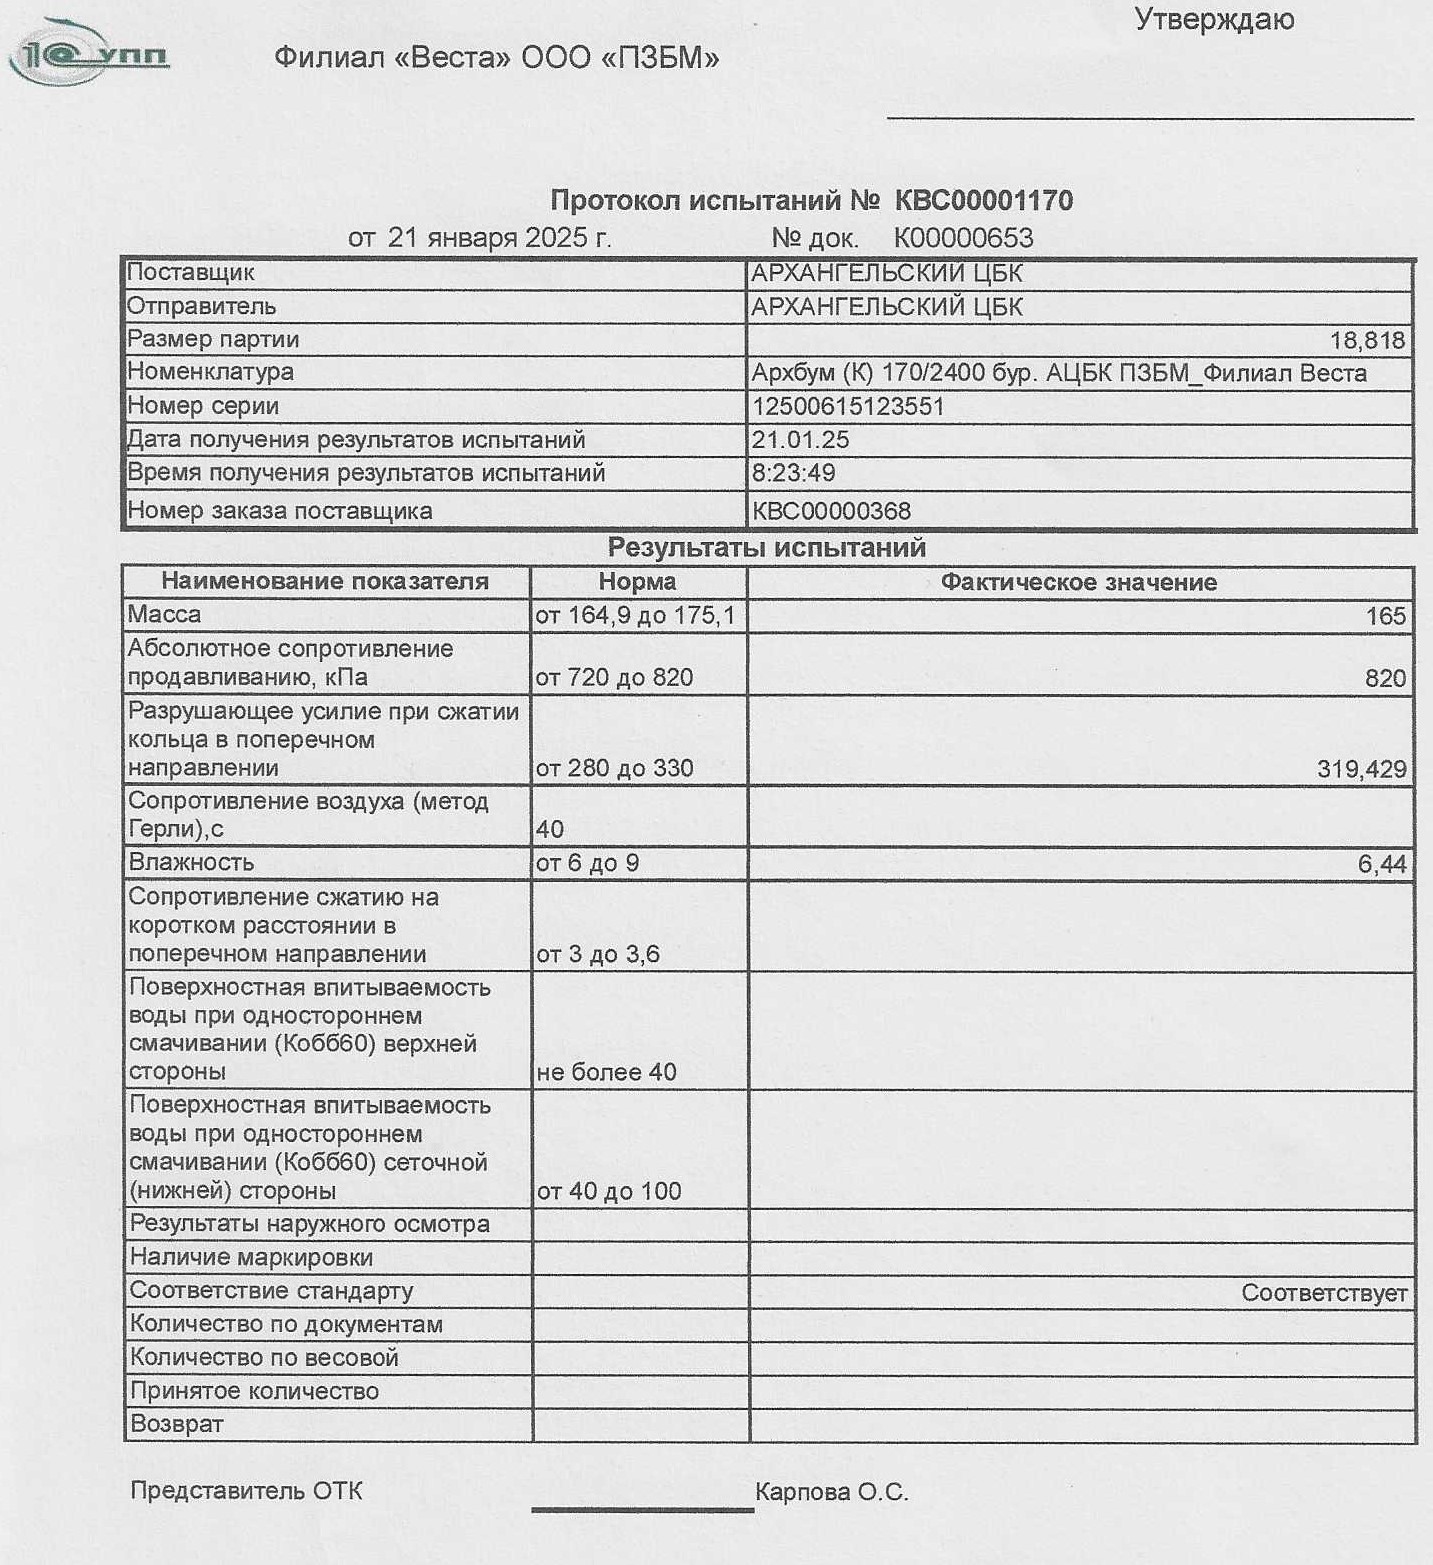 Утверждаю
1С УПП
Филиал «Веста» ООО «ПЗБМ»
Протокол испытаний № КВС00001170
от 21 января 2025 г. № док. К00000653
Поставщик АРХАНГЕЛЬСКИЙ ЦБК
Отправитель АРХАНГЕЛЬСКИЙ ЦБК
Размер партии 18,818
Номенклатура Архбум (К) 170/2400 бур. АЦБК ПЗБМ_Филиал Веста
Номер серии 12500615123551
Дата получения результатов испытаний 21.01.25
Время получения результатов испытаний 8:23:49
Номер заказа поставщика КВС00000368
Результаты испытаний
Наименование показателя Норма Фактическое значение
Масса от 164,9 до 175,1 165
Абсолютное сопротивление
продавливанию, кПа от 720 до 820 820
Разрушающее усилие при сжатии
кольца в поперечном
направлении от 280 до 330 319,429
Сопротивление воздуха (метод
Герли),с 40
Влажность от 6 до 9 6,44
Сопротивление сжатию на
коротком расстоянии в
поперечном направлении от 3 до 3,6
Поверхностная впитываемость
воды при одностороннем
смачивании (Кобб60) верхней
стороны не более 40
Поверхностная впитываемость
воды при одностороннем
смачивании (Кобб60) сеточной
(нижней) стороны от 40 до 100
Результаты наружного осмотра
Наличие маркировки
Соответствие стандарту Соответствует
Количество по документам
Количество по весовой
Принятое количество
Возврат
Представитель ОТК Карпова О.С.